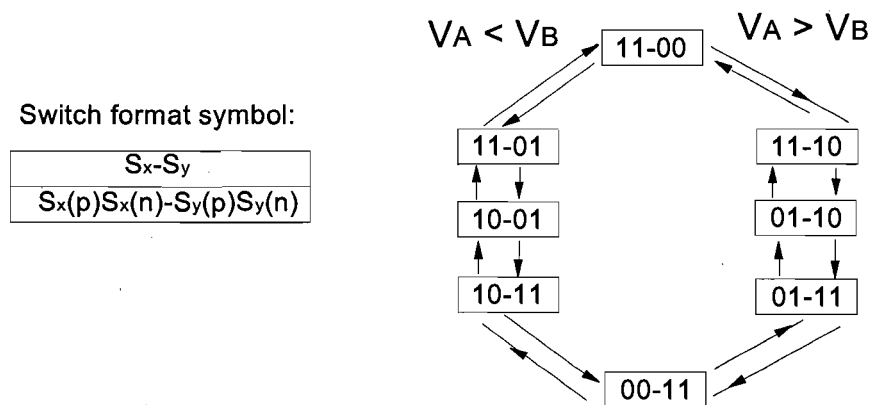 VA < VB
VA > VB
11-00
Switch format symbol:
Sx-Sy
Sx(p)Sx(n)-Sy(p)Sy(n)
11-01
11-10
10-01
01-10
10-11
01-11
00-11